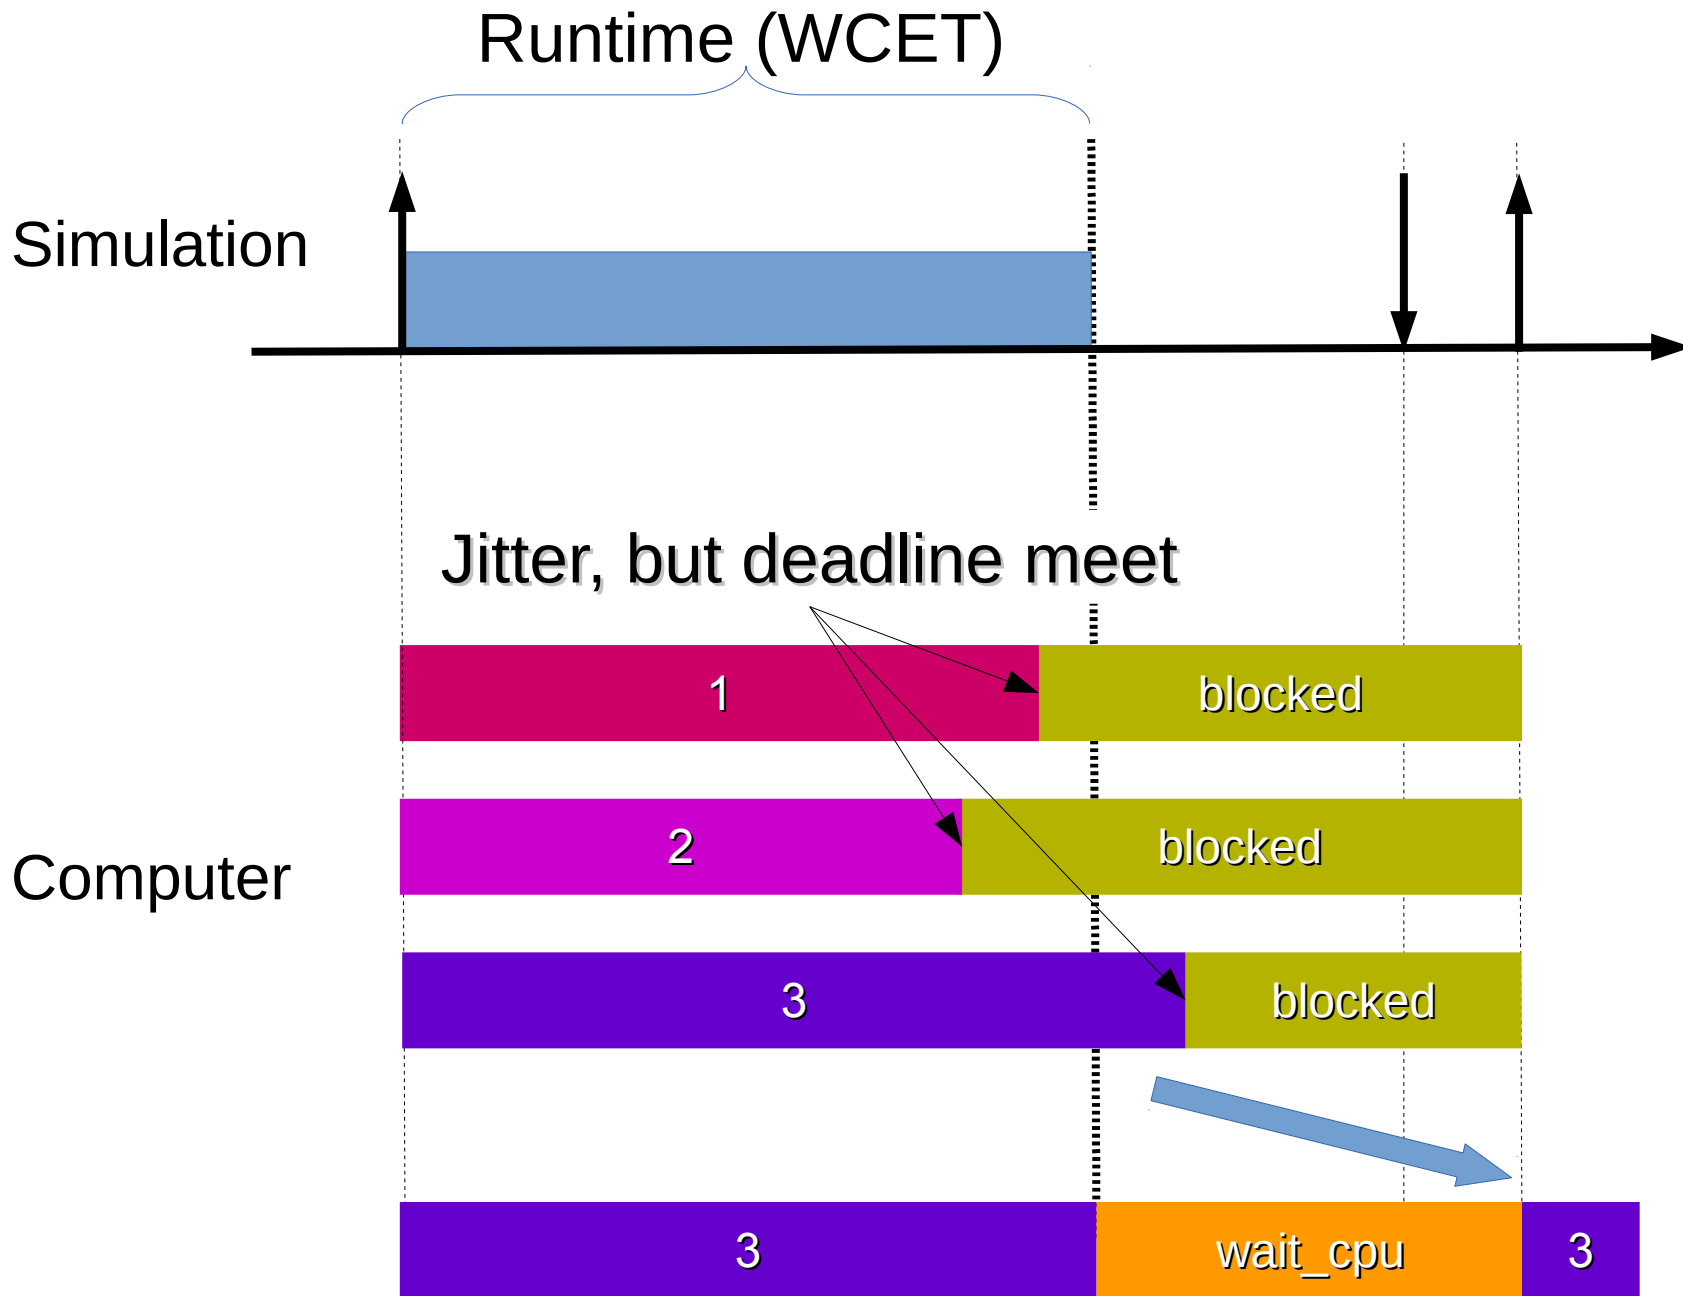 Runtime (WCET)
Simulation
Jitter, but deadline meet
1
blocked
2
blocked
Computer
3
blocked
3
wait_cpu
3